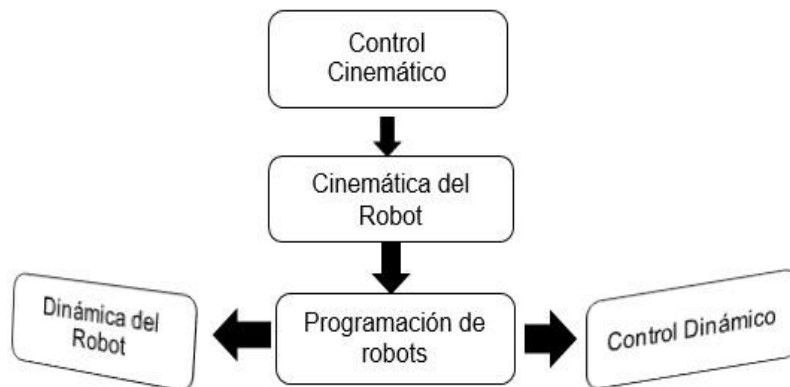 Control
Cinemático
Cinemática del
Robot
Dinámica del
Robot
Programación de
robots
Control Dinámico